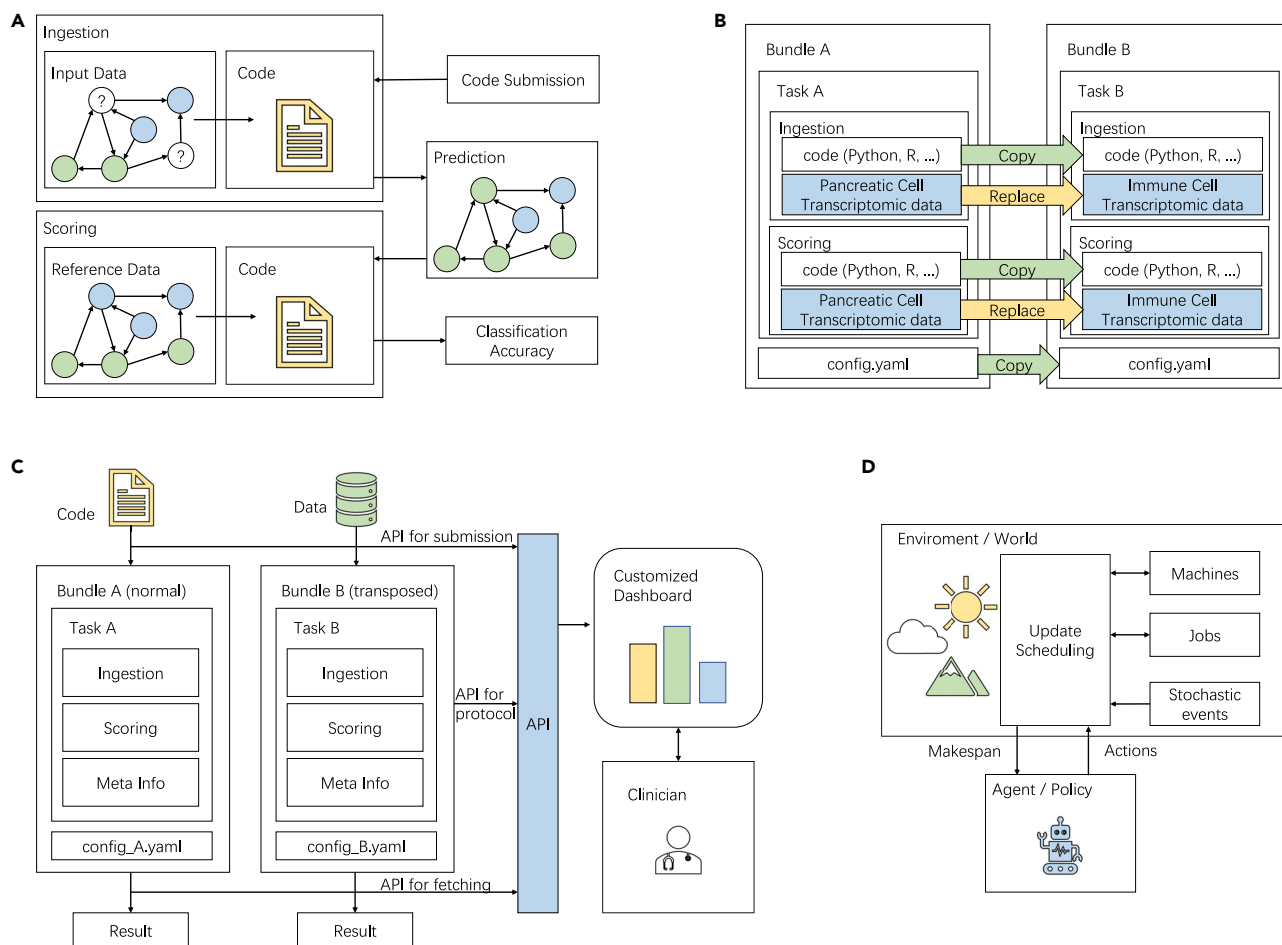 A
Ingestion
Input Data
?
?
Code
Code Submission
Prediction
Scoring
Reference Data
Code
Classification
Accuracy
B
Bundle A
Bundle B
Task A
Task B
Ingestion
Ingestion
code (Python, R, ...)
Copy
code (Python, R, ...)
Pancreatic Cell
Transcriptomic data
Replace
Immune Cell
Transcriptomic data
Scoring
Scoring
code (Python, R, ...)
Copy
code (Python, R, ...)
Pancreatic Cell
Transcriptomic data
Replace
Immune Cell
Transcriptomic data
config.yaml
Copy
config.yaml
C
Code
Data
API for submission
Bundle A (normal)
Bundle B (transposed)
Task A
Task B
Ingestion
Ingestion
Scoring
Scoring
Meta Info
Meta Info
config_A.yaml
config_B.yaml
API for
protocol
API
API for fetching
Result
Result
Customized
Dashboard
Clinician
D
Enviroment / World
Update
Scheduling
Machines
Jobs
Stochastic
events
Makespan
Actions
Agent / Policy